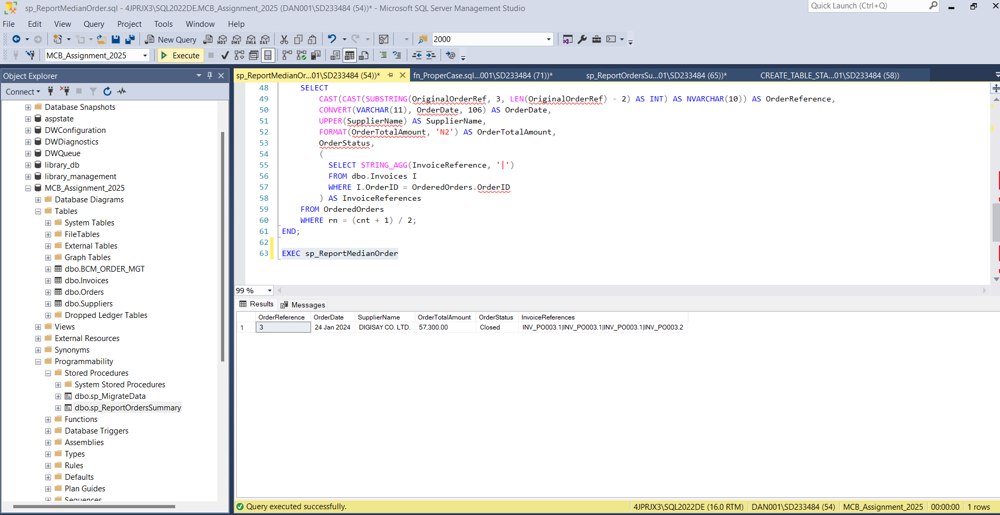 sp_ReportMedianOrder.sql - 4JPRJX3\SQL2022DE.MCB_Assignment_2025 (DAN001\SD233484 (54))* - Microsoft SQL Server Management Studio
Quick Launch (Ctrl+Q)
File Edit View Query Project Tools Window Help
New Query MDX DMX XMLA DAX 2000
MCB_Assignment_2025 Execute
Object Explorer
Connect
Database Snapshots
aspstate
DWConfiguration
DWDiagnostics
DWQueue
library_db
library_management
MCB_Assignment_2025
Database Diagrams
Tables
System Tables
FileTables
External Tables
Graph Tables
dbo.BCM_ORDER_MGT
dbo.Invoices
dbo.Orders
dbo.Suppliers
Dropped Ledger Tables
Views
External Resources
Synonyms
Programmability
Stored Procedures
System Stored Procedures
dbo.sp_MigrateData
dbo.sp_ReportOrdersSummary
Functions
Database Triggers
Assemblies
Types
Rules
Defaults
Plan Guides
Sequences
sp_ReportMedianOr...01\SD233484 (54))* fn_ProperCase.sql...001\SD233484 (71))* sp_ReportOrdersSu...01\SD233484 (65))* CREATE_TABLE_STA...01\SD233484 (58))
48 SELECT
49 CAST(CAST(SUBSTRING(OriginalOrderRef, 3, LEN(OriginalOrderRef) - 2) AS INT) AS NVARCHAR(10)) AS OrderReference,
50 CONVERT(VARCHAR(11), OrderDate, 106) AS OrderDate,
51 UPPER(SupplierName) AS SupplierName,
52 FORMAT(OrderTotalAmount, 'N2') AS OrderTotalAmount,
53 OrderStatus,
54 (
55 SELECT STRING_AGG(InvoiceReference, '|')
56 FROM dbo.Invoices I
57 WHERE I.OrderID = OrderedOrders.OrderID
58 ) AS InvoiceReferences
59 FROM OrderedOrders
60 WHERE rn = (cnt + 1) / 2;
61 END;
62
63 EXEC sp_ReportMedianOrder
99 %
Results Messages
OrderReference OrderDate SupplierName OrderTotalAmount OrderStatus InvoiceReferences
1 3 24 Jan 2024 DIGISAY CO. LTD. 57,300.00 Closed INV_PO003.1|INV_PO003.1|INV_PO003.1|INV_PO003.2
Query executed successfully. 4JPRJX3\SQL2022DE (16.0 RTM) DAN001\SD233484 (54) MCB_Assignment_2025 00:00:00 1 rows